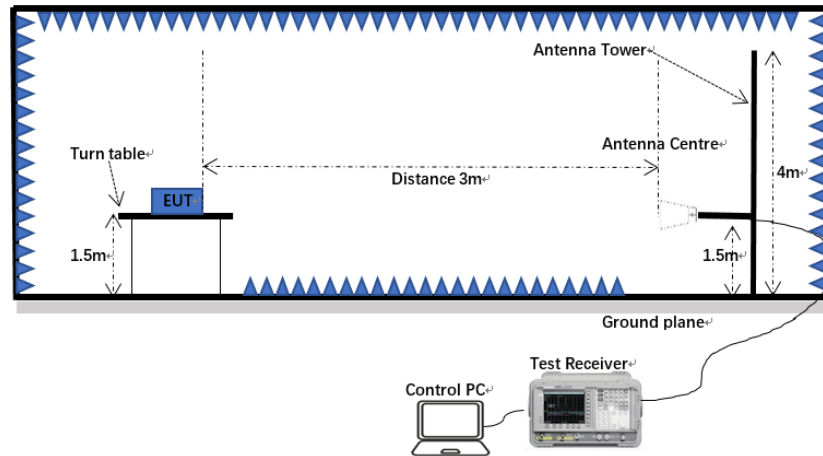 Antenna Tower
Antenna Centre
Turn table
Distance 3m
4m
EUT
1.5m
1.5m
Ground plane
Test Receiver
Control PC